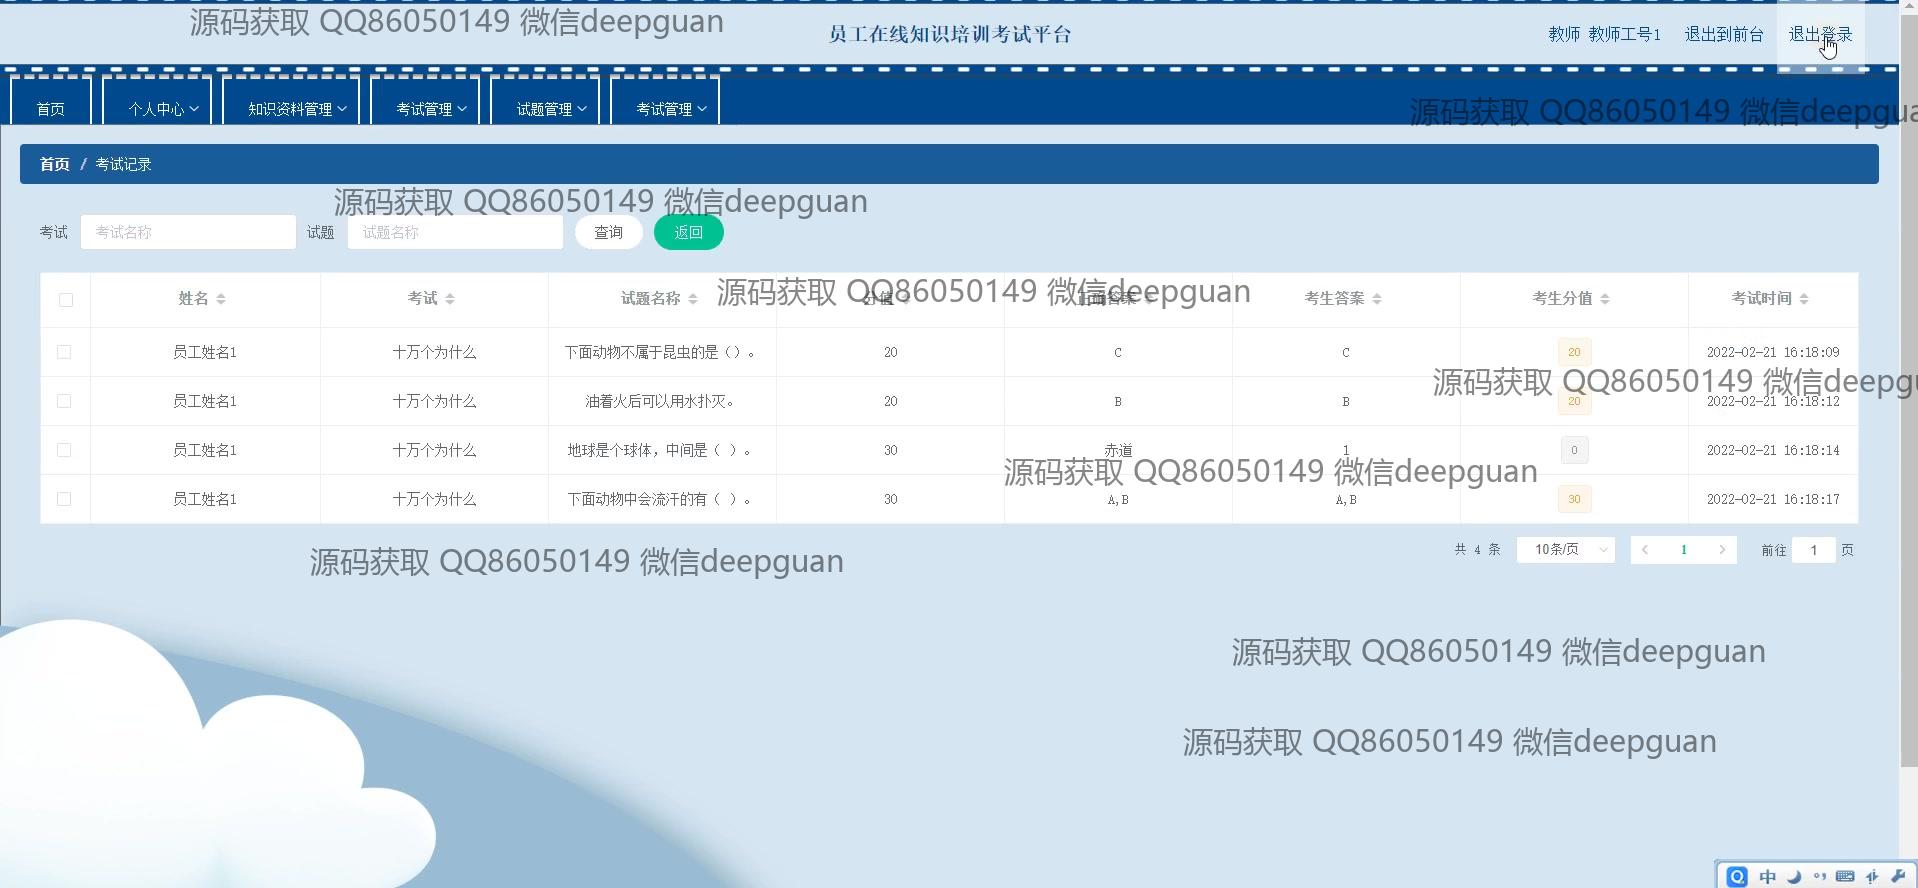 源码获取 QQ86050149 微信deepguan
员工在线知识培训考试平台
教师 教师工号1 退出到前台 退出登录
首页 个人中心 知识资料管理 考试管理 试题管理 考试管理
源码获取 QQ86050149 微信deepgua
首页 / 考试记录
源码获取 QQ86050149 微信deepguan
考试 考试名称 试题 试题名称 查询 返回
源码获取 QQ86050149 微信deepguan
姓名 考试 试题名称 分值 正确答案 考生答案 考生分值 考试时间
员工姓名1 十万个为什么 下面动物不属于昆虫的是（）。 20 C C 20 2022-02-21 16:18:09
源码获取 QQ86050149 微信deepgu
员工姓名1 十万个为什么 油着火后可以用水扑灭。 20 B B 20 2022-02-21 16:18:12
员工姓名1 十万个为什么 地球是个球体，中间是（ ）。 30 赤道 1 0 2022-02-21 16:18:14
源码获取 QQ86050149 微信deepguan
员工姓名1 十万个为什么 下面动物中会流汗的有（ ）。 30 A,B A,B 30 2022-02-21 16:18:17
共 4 条 10条/页 1 前往 1 页
源码获取 QQ86050149 微信deepguan
源码获取 QQ86050149 微信deepguan
源码获取 QQ86050149 微信deepguan
中